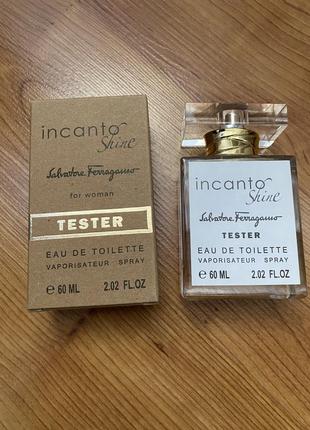 incanto
Shine
Salvatore Ferragamo
for woman
TESTER
EAU DE TOILETTE
VAPORISATEUR SPRAY
℮ 60 ML 2.02 FL.OZ
incanto
Shine
Salvatore Ferragamo
TESTER
EAU DE TOILETTE
VAPORISATEUR SPRAY
℮ 60 ML 2.02 FL.OZ